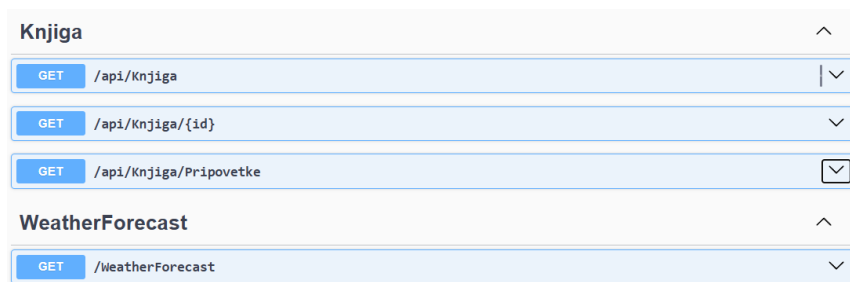 Knjiga
GET /api/Knjiga
GET /api/Knjiga/{id}
GET /api/Knjiga/Pripovetke
WeatherForecast
GET /WeatherForecast